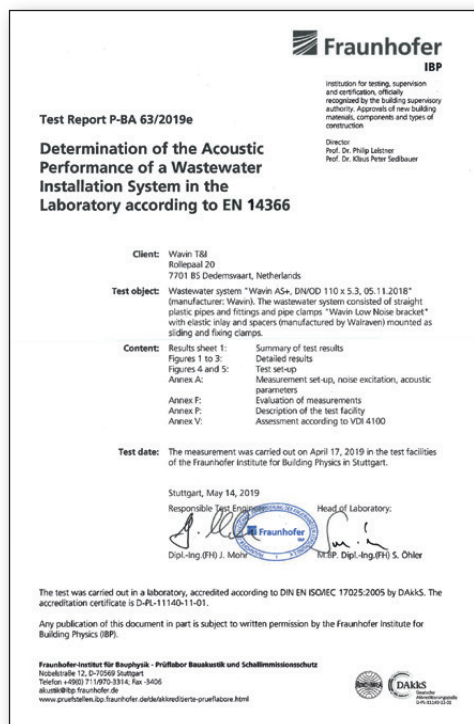 Fraunhofer
IBP
Institution for testing, supervision
and certification, officially
recognized by the building supervisory
authority. Approvals of new building
materials, components and types of
construction
Director
Prof. Dr. Philip Leistner
Prof. Dr. Klaus Peter Sedlbauer
Test Report P-BA 63/2019e
Determination of the Acoustic
Performance of a Wastewater
Installation System in the
Laboratory according to EN 14366
Client: Wavin T&I
Rollepaal 20
7701 BS Dedemsvaart, Netherlands
Test object: Wastewater system "Wavin AS+, DN/OD 110 x 5.3, 05.11.2018"
(manufacturer: Wavin). The wastewater system consisted of straight
plastic pipes and fittings and pipe clamps "Wavin Low Noise bracket"
with elastic inlay and spacers (manufactured by Walraven) mounted as
sliding and fixing clamps.
Content: Results sheet 1: Summary of test results
Figures 1 to 3: Detailed results
Figures 4 and 5: Test set-up
Annex A: Measurement set-up, noise excitation, acoustic
parameters
Annex F: Evaluation of measurements
Annex P: Description of the test facility
Annex V: Assessment according to VDI 4100
Test date: The measurement was carried out on April 17, 2019 in the test facilities
of the Fraunhofer Institute for Building Physics in Stuttgart.
Stuttgart, May 14, 2019
Responsible Test Engineer: Head of Laboratory:
Fraunhofer
Dipl.-Ing.(FH) J. Mohr M.BP. Dipl.-Ing.(FH) S. Öhler
The test was carried out in a laboratory, accredited according to DIN EN ISO/IEC 17025:2005 by DAkkS. The
accreditation certificate is D-PL-11140-11-01.
Any publication of this document in part is subject to written permission by the Fraunhofer Institute for
Building Physics (IBP).
Fraunhofer-Institut für Bauphysik - Prüflabor Bauakustik und Schallimmissionsschutz
Nobelstraße 12, D-70569 Stuttgart
Telefon +49(0) 711/970-3314; Fax -3406
akustik@ibp.fraunhofer.de
www.pruefstellen.ibp.fraunhofer.de/de/akkreditierte-prueflabore.html
DAkkS
Deutsche
Akkreditierungsstelle
D-PL-11140-11-01